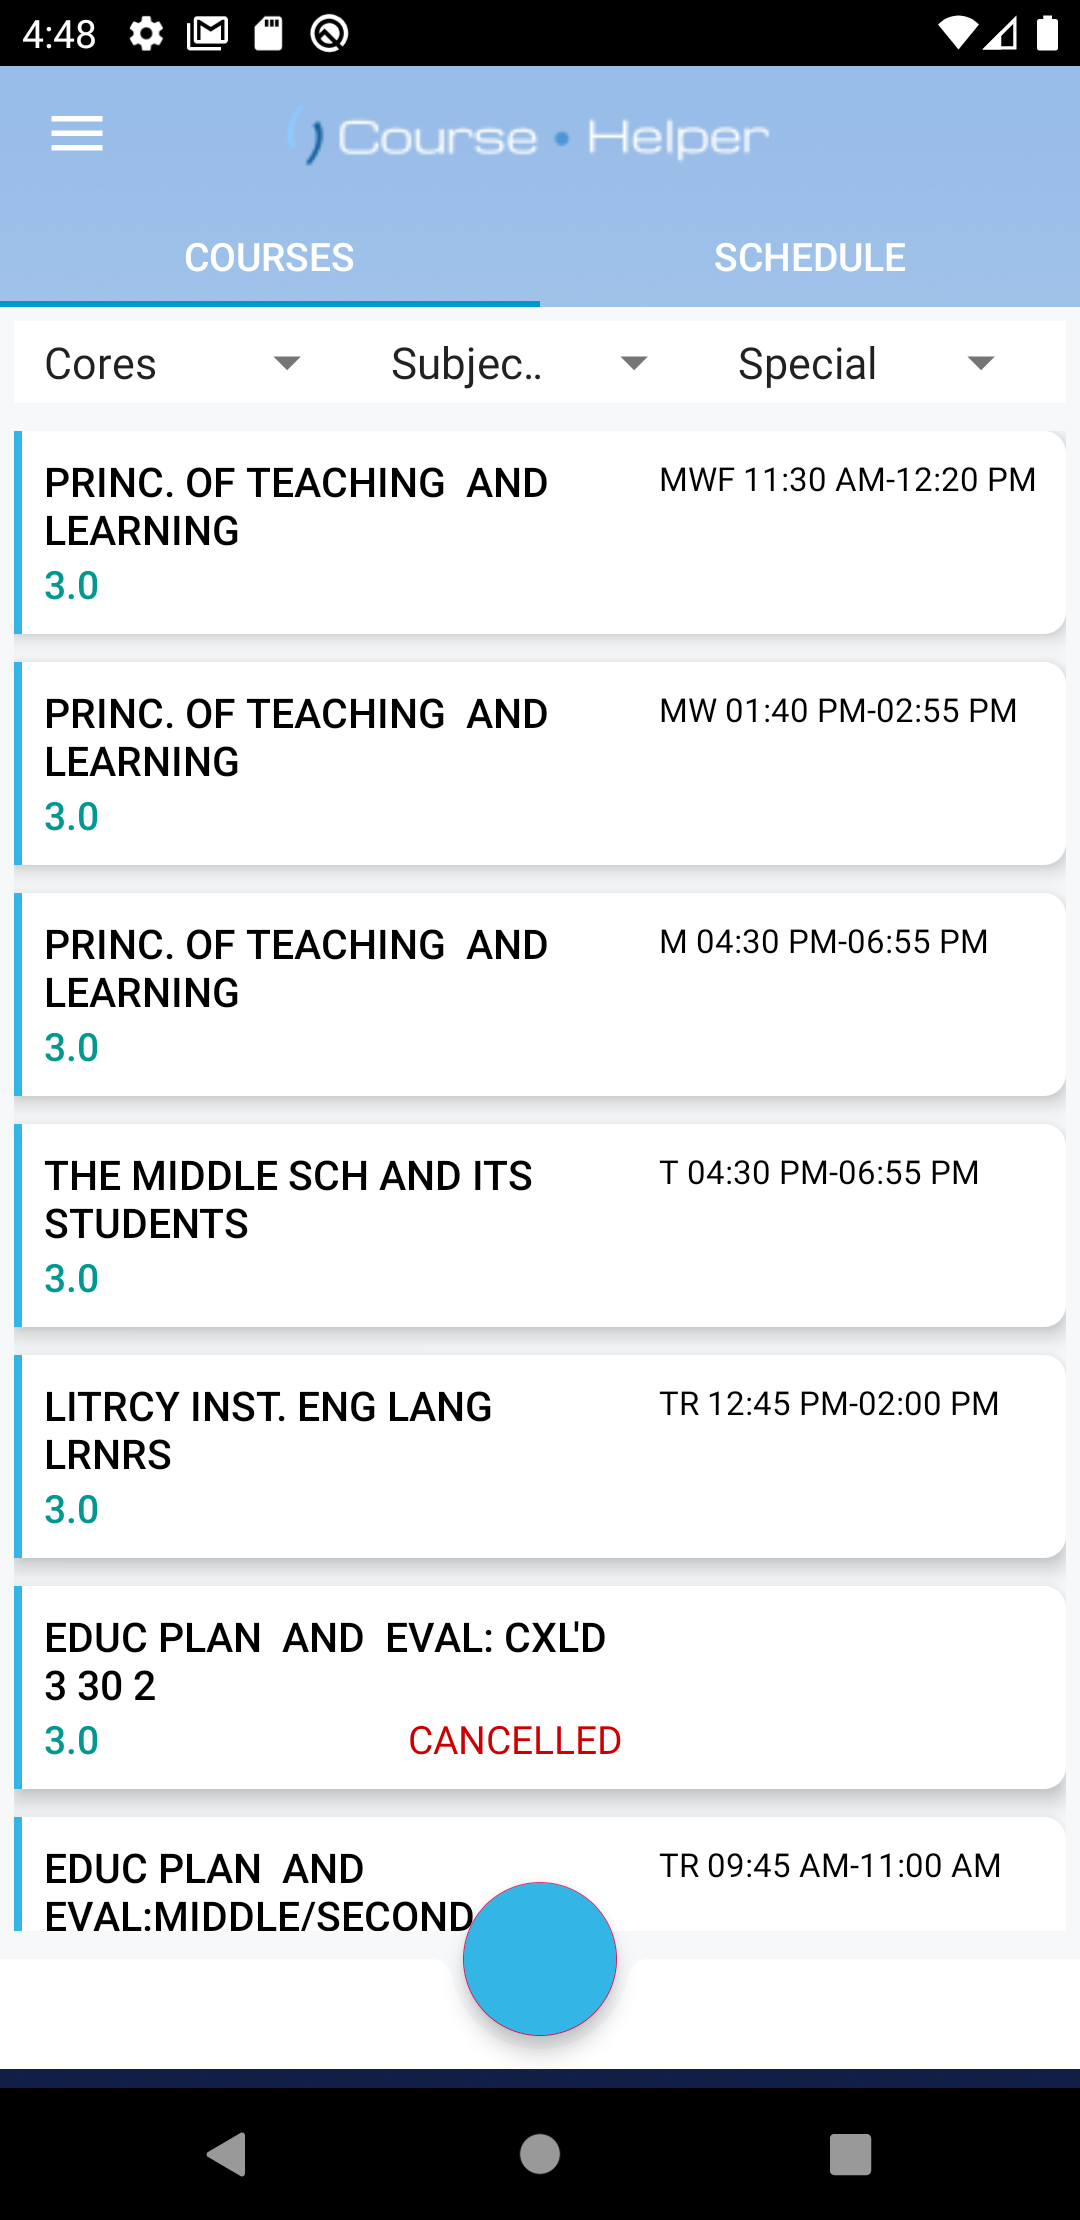 4:48
Course • Helper
COURSES
SCHEDULE
Cores
Subjec..
Special
PRINC. OF TEACHING  AND
LEARNING
3.0
MWF 11:30 AM-12:20 PM
PRINC. OF TEACHING  AND
LEARNING
3.0
MW 01:40 PM-02:55 PM
PRINC. OF TEACHING  AND
LEARNING
3.0
M 04:30 PM-06:55 PM
THE MIDDLE SCH AND ITS
STUDENTS
3.0
T 04:30 PM-06:55 PM
LITRCY INST. ENG LANG
LRNRS
3.0
TR 12:45 PM-02:00 PM
EDUC PLAN  AND  EVAL: CXL'D
3 30 2
3.0
CANCELLED
EDUC PLAN  AND
EVAL:MIDDLE/SECOND
TR 09:45 AM-11:00 AM